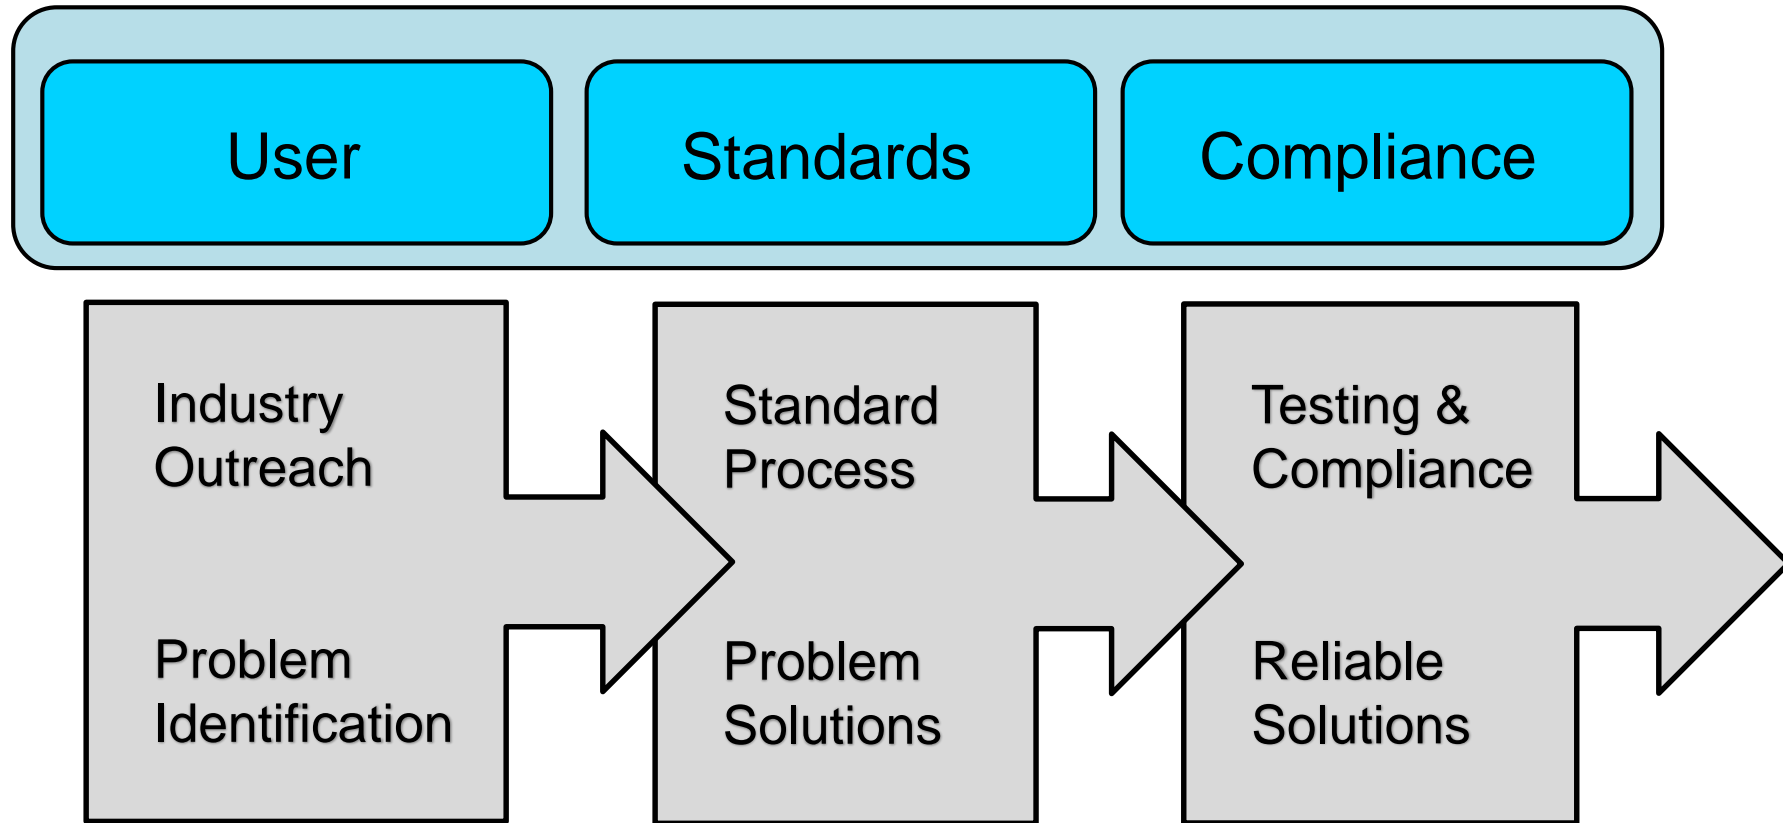 User
Standards
Compliance
Industry
Outreach
Problem
Identification
Standard
Process
Problem
Solutions
Testing &
Compliance
Reliable
Solutions